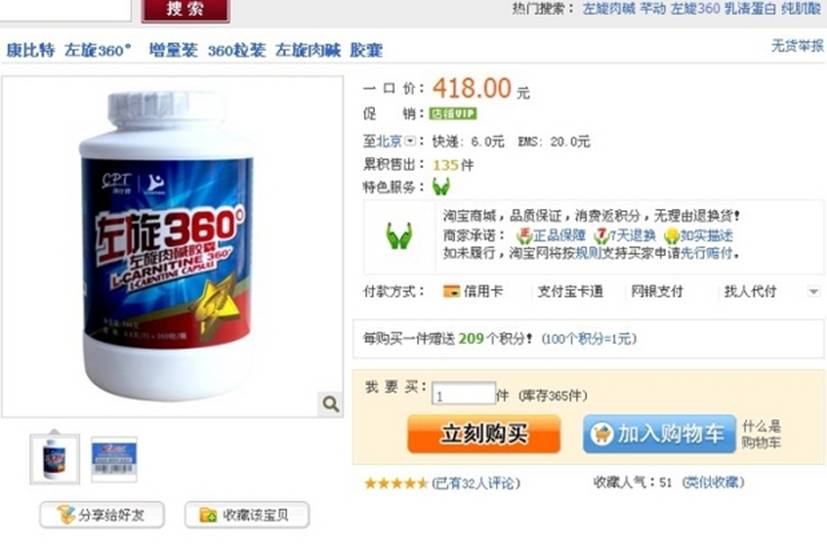 搜索
热门搜索： 左旋肉碱 芊动 左旋360 乳清蛋白 纯肌酸
康比特 左旋360° 增量装 360粒装 左旋肉碱 胶囊
无货举报
一 口 价： 418.00 元
促 销： 店铺VIP
至北京： 快递：6.0元 EMS：20.0元
累积售出： 135件
特色服务：
淘宝商城，品质保证，消费返积分，无理由退换货！
商家承诺： 正品保障 7天退换 如实描述
如未履行，淘宝网将按规则支持买家申请先行赔付。
付款方式： 信用卡 支付宝卡通 网银支付 找人代付
每购买一件赠送 209 个积分！ (100个积分=1元)
我 要 买： 1 件 (库存365件)
立刻购买 加入购物车 什么是
购物车
(已有32人评论) 收藏人气：51 (类似收藏)
CPT
左旋360°
左旋肉碱胶囊
L-CARNITINE 360°
L-CARNITINE CAPSULE
分享给好友 收藏该宝贝